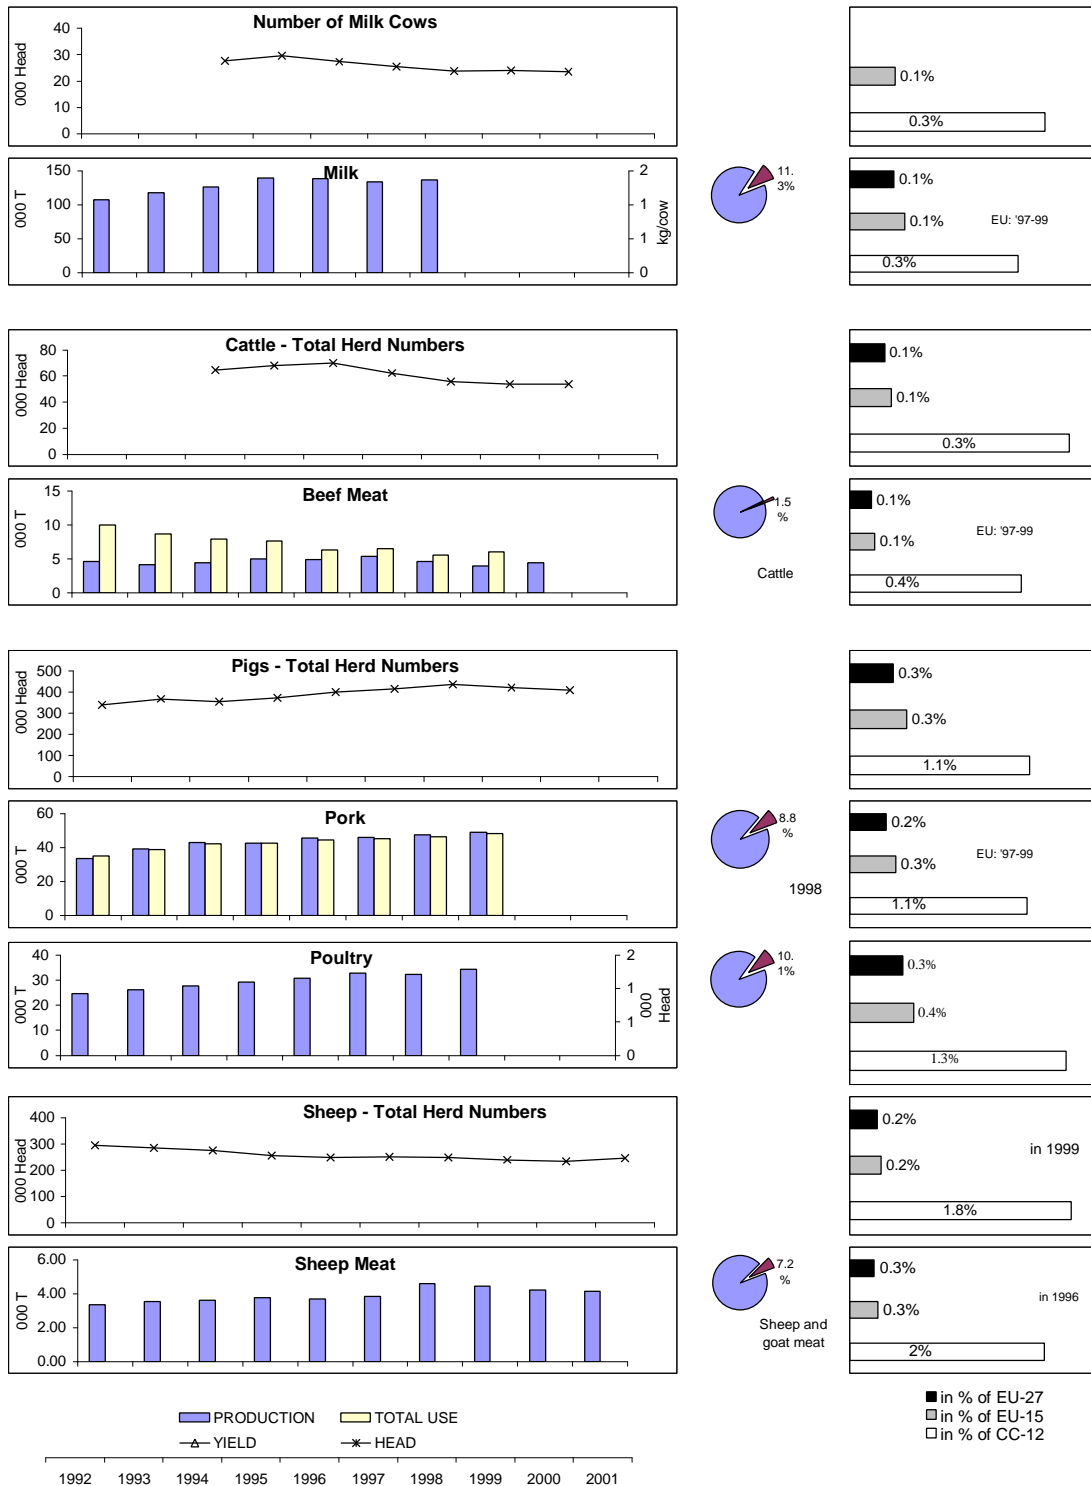 Number of Milk Cows
000 Head
40
30
20
10
0
0.1%
0.3%
Milk
000 T
150
100
50
0
2
1
1
0
kg/cow
11.
3%
0.1%
0.1%
EU: '97-99
0.3%
Cattle - Total Herd Numbers
000 Head
80
60
40
20
0
0.1%
0.1%
0.3%
Beef Meat
000 T
15
10
5
0
1.5
%
Cattle
0.1%
0.1%
EU: '97-99
0.4%
Pigs - Total Herd Numbers
000 Head
500
400
300
200
100
0
0.3%
0.3%
1.1%
Pork
000 T
60
40
20
0
8.8
%
1998
0.2%
0.3%
EU: '97-99
1.1%
Poultry
000 T
40
30
20
10
0
2
1
1
0
000
Head
10.
1%
0.3%
0.4%
1.3%
Sheep - Total Herd Numbers
000 Head
400
300
200
100
0
0.2%
0.2%
in 1999
1.8%
Sheep Meat
000 T
6.00
4.00
2.00
0.00
7.2
%
Sheep and
goat meat
0.3%
0.3%
in 1996
2%
PRODUCTION
TOTAL USE
YIELD
HEAD
in % of EU-27
in % of EU-15
in % of CC-12
1992 1993 1994 1995 1996 1997 1998 1999 2000 2001